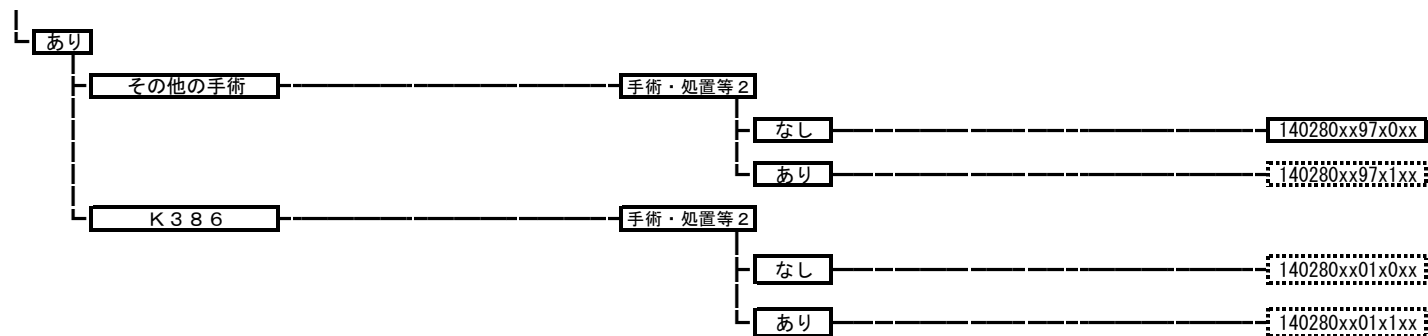 あり
その他の手術 手術・処置等２
なし 140280xx97x0xx
あり 140280xx97x1xx
Ｋ３８６ 手術・処置等２
なし 140280xx01x0xx
あり 140280xx01x1xx